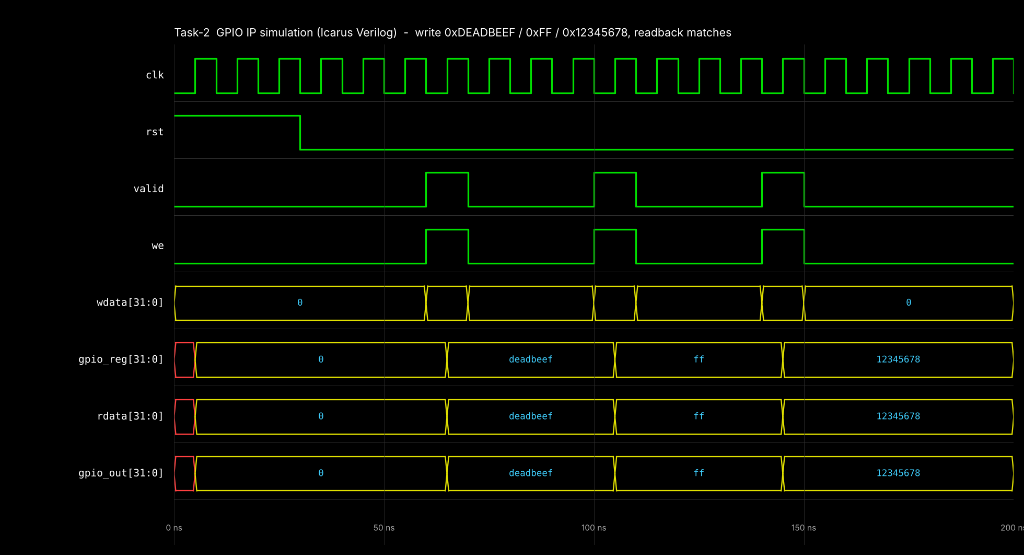 Task-2 GPIO IP simulation (Icarus Verilog) - write 0xDEADBEEF / 0xFF / 0x12345678, readback matches
clk
rst
valid
we
wdata[31:0] 0 0
gpio_reg[31:0] 0 deadbeef ff 12345678
rdata[31:0] 0 deadbeef ff 12345678
gpio_out[31:0] 0 deadbeef ff 12345678
0 ns 50 ns 100 ns 150 ns 200 ns